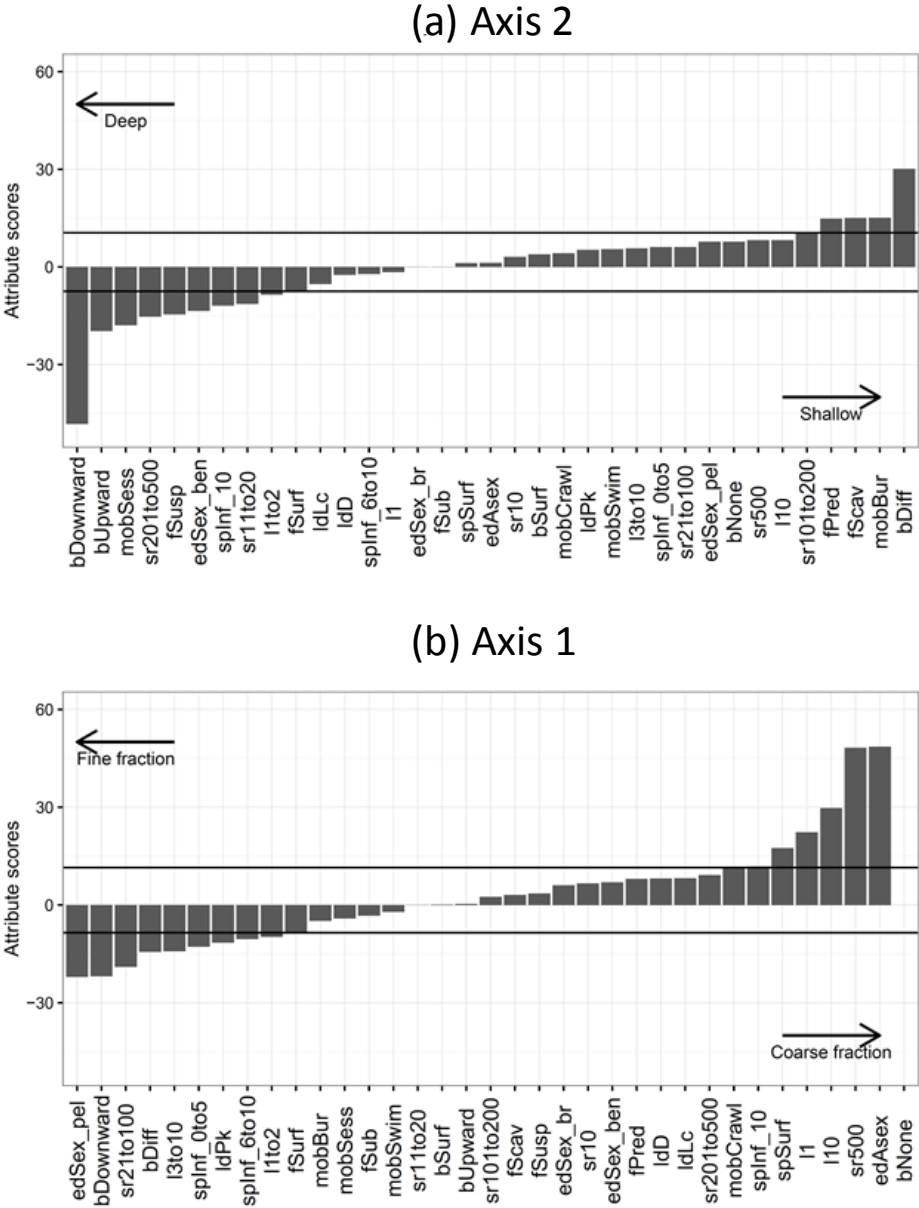 (a) Axis 2
Attribute scores
60
30
0
−30
Deep
Shallow
bDownward
bUpward
mobSess
sr201to500
fSusp
edSex_ben
spInf_10
sr11to20
l1to2
fSurf
ldLc
ldD
spInf_6to10
l1
edSex_br
fSub
spSurf
edAsex
sr10
bSurf
mobCrawl
ldPk
mobSwim
l3to10
spInf_0to5
sr21to100
edSex_pel
bNone
sr500
l10
sr101to200
fPred
fScav
mobBur
bDiff
(b) Axis 1
Attribute scores
60
30
0
−30
Fine fraction
Coarse fraction
edSex_pel
bDownward
sr21to100
bDiff
l3to10
spInf_0to5
ldPk
spInf_6to10
l1to2
fSurf
mobBur
mobSess
fSub
mobSwim
sr11to20
bSurf
bUpward
sr101to200
fScav
fSusp
edSex_br
sr10
edSex_ben
fPred
ldD
ldLc
sr201to500
mobCrawl
spInf_10
spSurf
l1
l10
sr500
edAsex
bNone